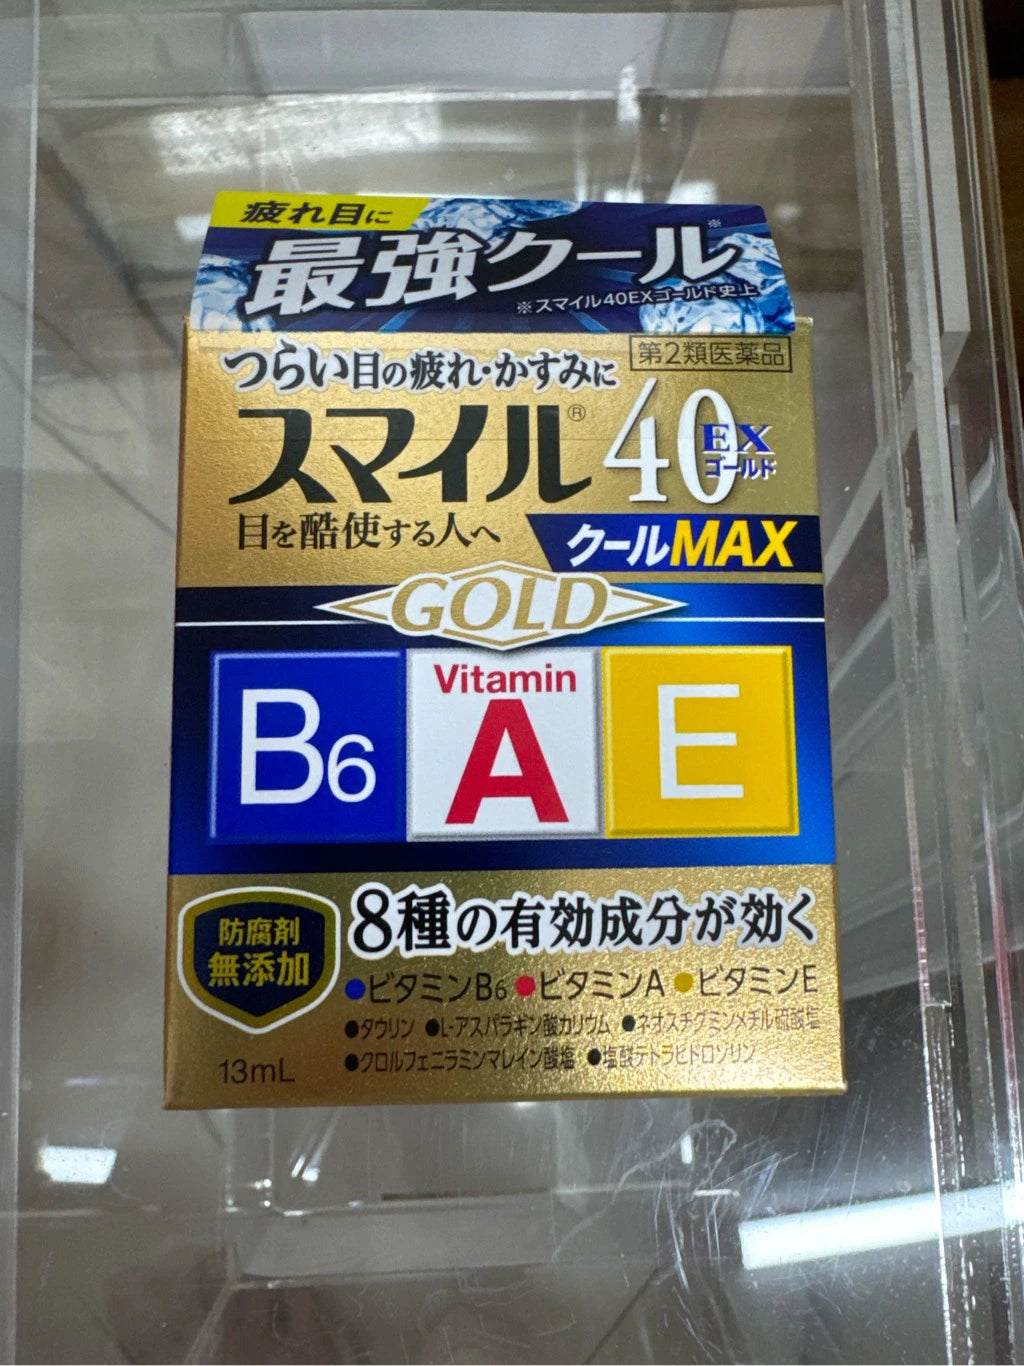 疲れ目に
最強クール※
※スマイル40EXゴールド史上
第2類医薬品
つらい目の疲れ・かすみに
スマイル® 40 EX ゴールド
目を酷使する人へ
クールMAX
GOLD
B6 Vitamin A E
防腐剤
無添加
8種の有効成分が効く
●ビタミンB6 ●ビタミンA ●ビタミンE
●タウリン ●L-アスパラギン酸カリウム ●ネオスチグミンメチル硫酸塩
●クロルフェニラミンマレイン酸塩 ●塩酸テトラヒドロゾリン
13mL